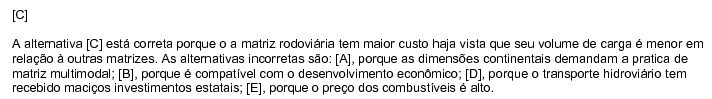 [C]
A alternativa [C] está correta porque o a matriz rodoviária tem maior custo haja vista que seu volume de carga é menor em
relação à outras matrizes. As alternativas incorretas são: [A], porque as dimensões continentais demandam a pratica de
matriz multimodal; [B], porque é compatível com o desenvolvimento econômico; [D], porque o transporte hidroviário tem
recebido maciços investimentos estatais; [E], porque o preço dos combustíveis é alto.